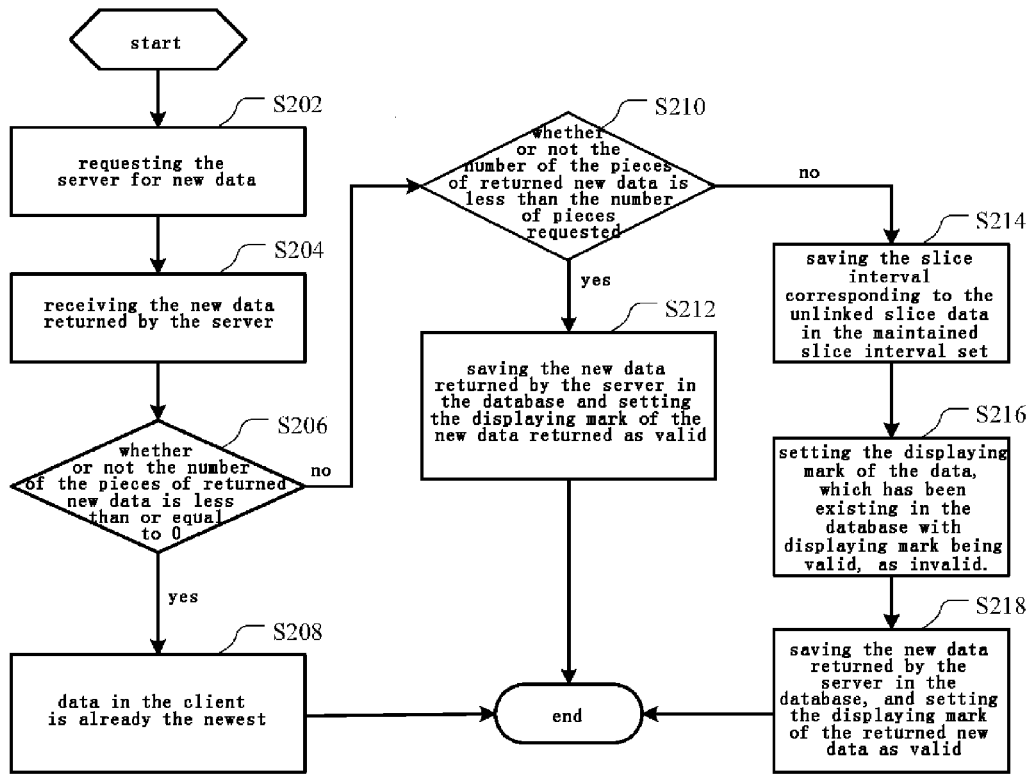 start
S202
requesting the
server for new data
S204
receiving the new data
returned by the server
S206
whether
or not the number
of the pieces of returned
new data is less
than or equal
to 0
no
yes
S208
data in the client
is already the newest
S210
whether
or not the
number of the pieces
of returned new data is
less than the number
of pieces
requested
no
yes
S212
saving the new data
returned by the server in
the database and setting
the displaying mark of the
new data returned as valid
S214
saving the slice
interval
corresponding to the
unlinked slice data
in the maintained
slice interval set
S216
setting the displaying
mark of the data,
which has been
existing in the
database with
displaying mark being
valid, as invalid.
S218
saving the new data
returned by the
server in the
database, and setting
the displaying mark
of the returned new
data as valid
end